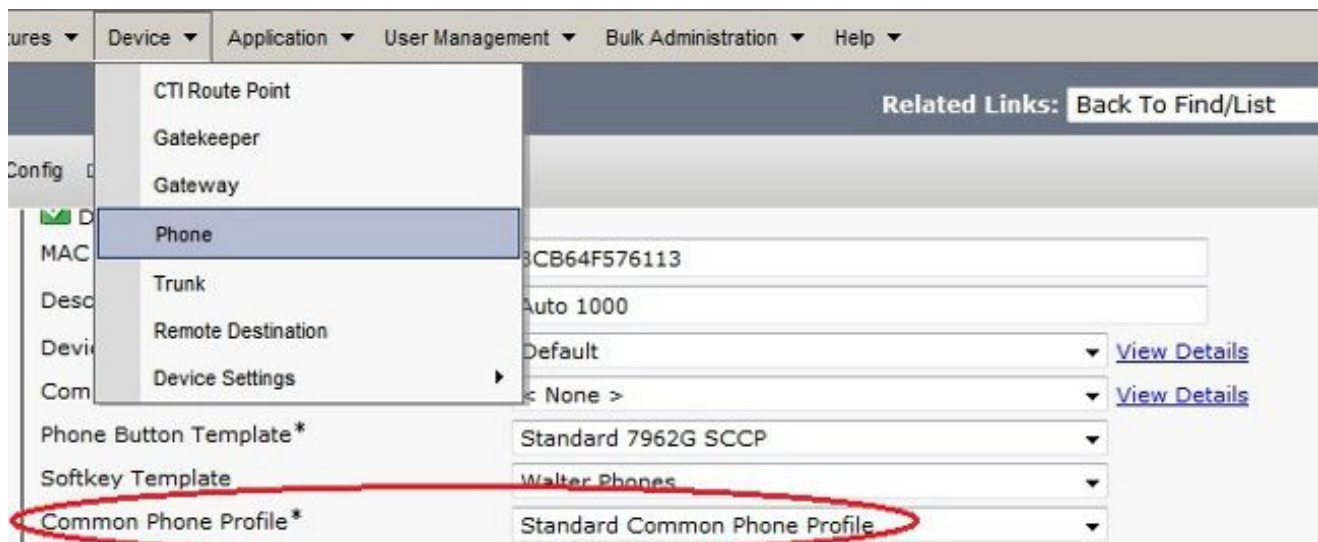 tures Device Application User Management Bulk Administration Help
CTI Route Point
Related Links: Back To Find/List
Gatekeeper
Config
Gateway
D
Phone
MAC 3CB64F576113
Trunk
Desc Auto 1000
Remote Destination
Devi Default View Details
Device Settings
Com < None > View Details
Phone Button Template* Standard 7962G SCCP
Softkey Template Walter Phones
Common Phone Profile* Standard Common Phone Profile